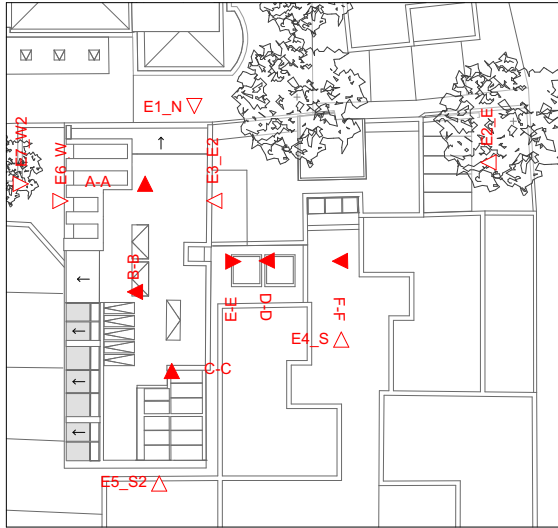 E1_N
E7_W2
E6_W
A-A
E3_E2
E2_E
B-B
E-E
D-D
F-F
E4_S
C-C
E5_S2